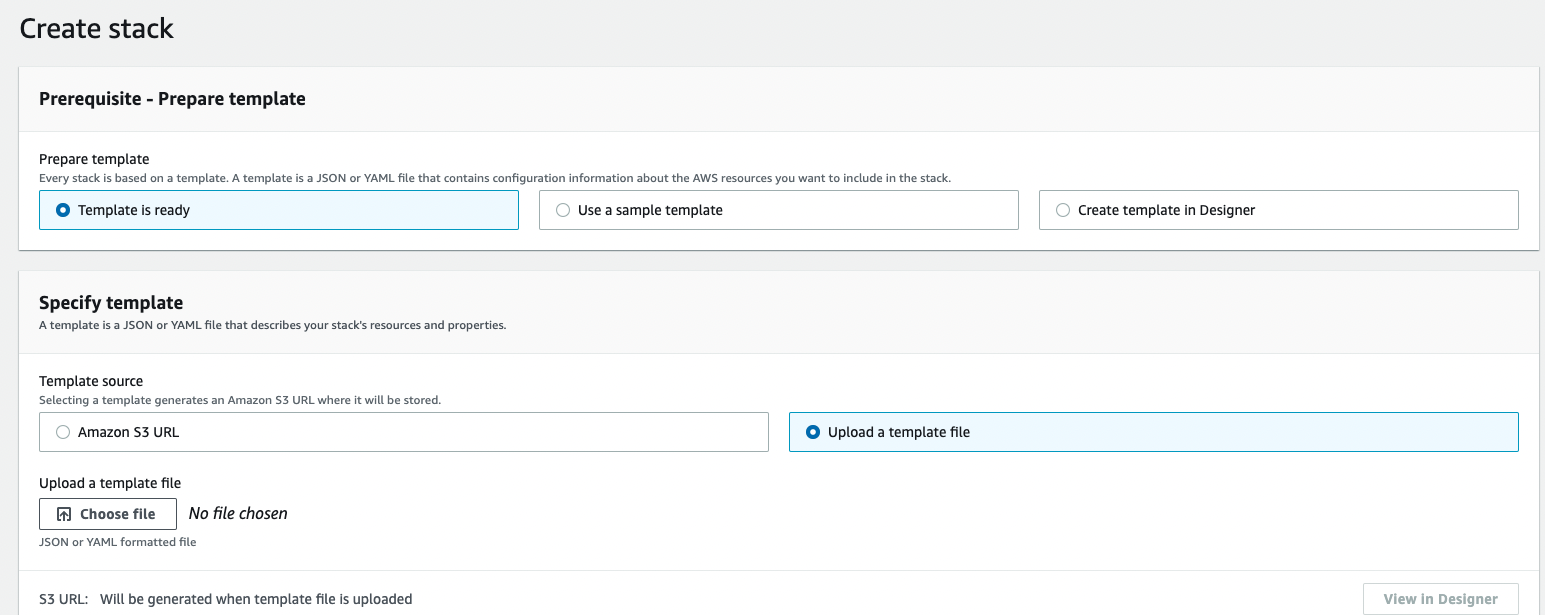 Create stack
Prerequisite - Prepare template
Prepare template
Every stack is based on a template. A template is a JSON or YAML file that contains configuration information about the AWS resources you want to include in the stack.
Template is ready
Use a sample template
Create template in Designer
Specify template
A template is a JSON or YAML file that describes your stack's resources and properties.
Template source
Selecting a template generates an Amazon S3 URL where it will be stored.
Amazon S3 URL
Upload a template file
Upload a template file
Choose file
No file chosen
JSON or YAML formatted file
S3 URL: Will be generated when template file is uploaded
View in Designer